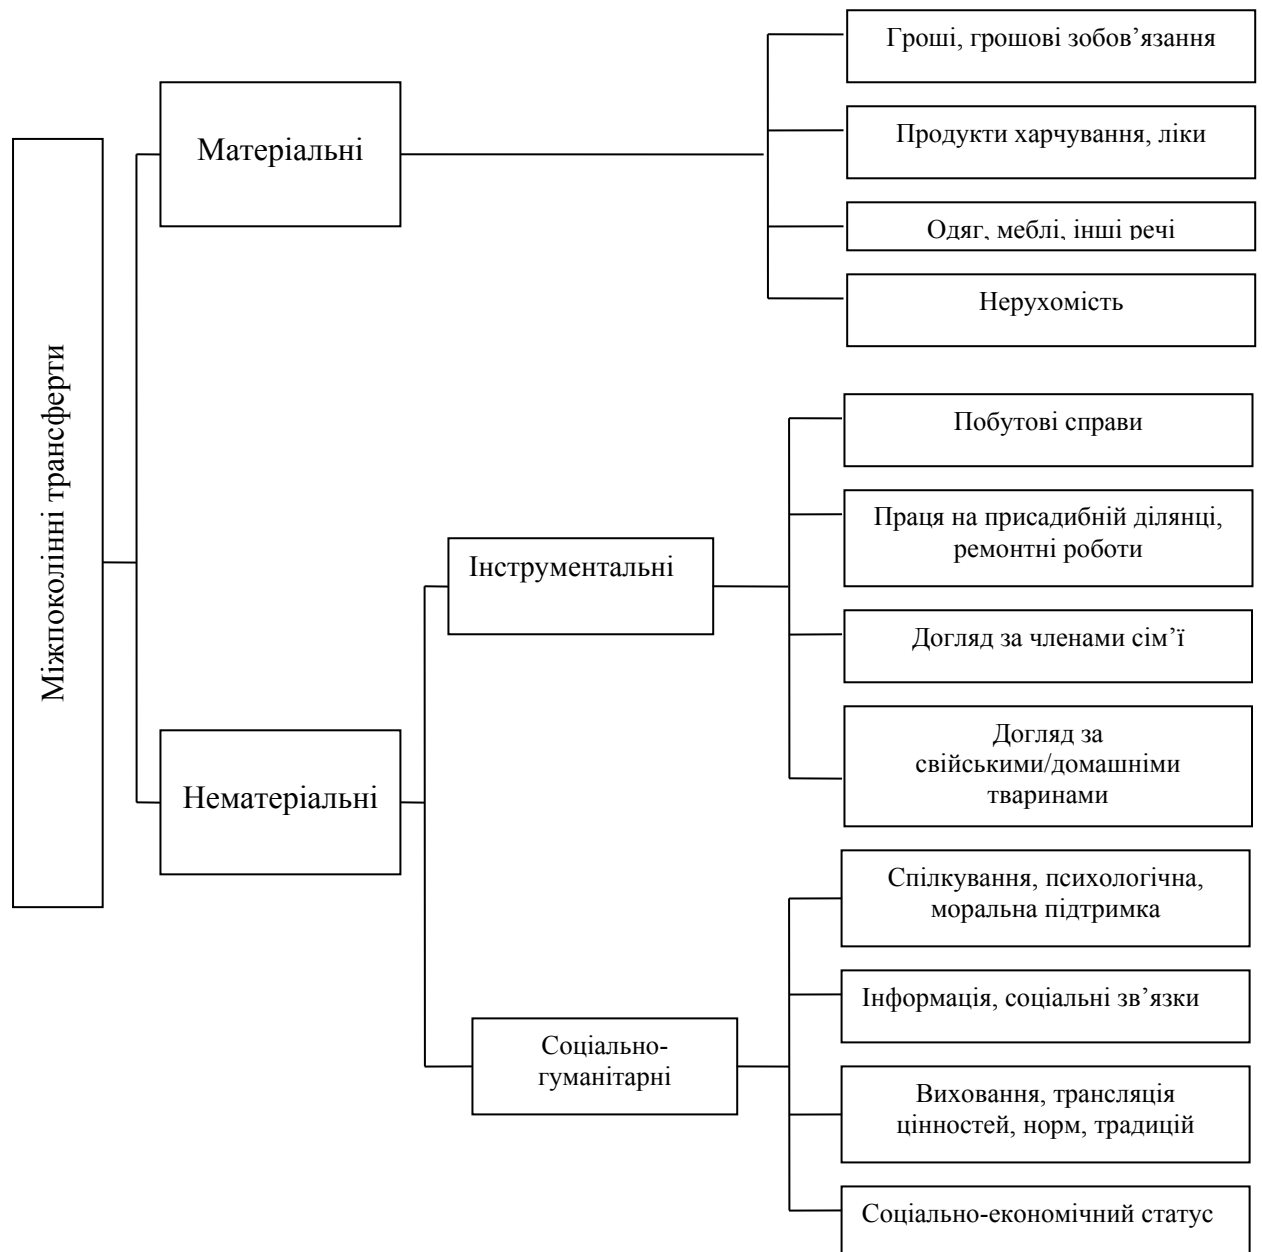 Міжпоколінні трансферти
Матеріальні
Гроші, грошові зобов’язання
Продукти харчування, ліки
Одяг, меблі, інші речі
Нерухомість
Нематеріальні
Інструментальні
Побутові справи
Праця на присадибній ділянці,
ремонтні роботи
Догляд за членами сім’ї
Догляд за
свійськими/домашніми
тваринами
Соціально-
гуманітарні
Спілкування, психологічна,
моральна підтримка
Інформація, соціальні зв’язки
Виховання, трансляція
цінностей, норм, традицій
Соціально-економічний статус